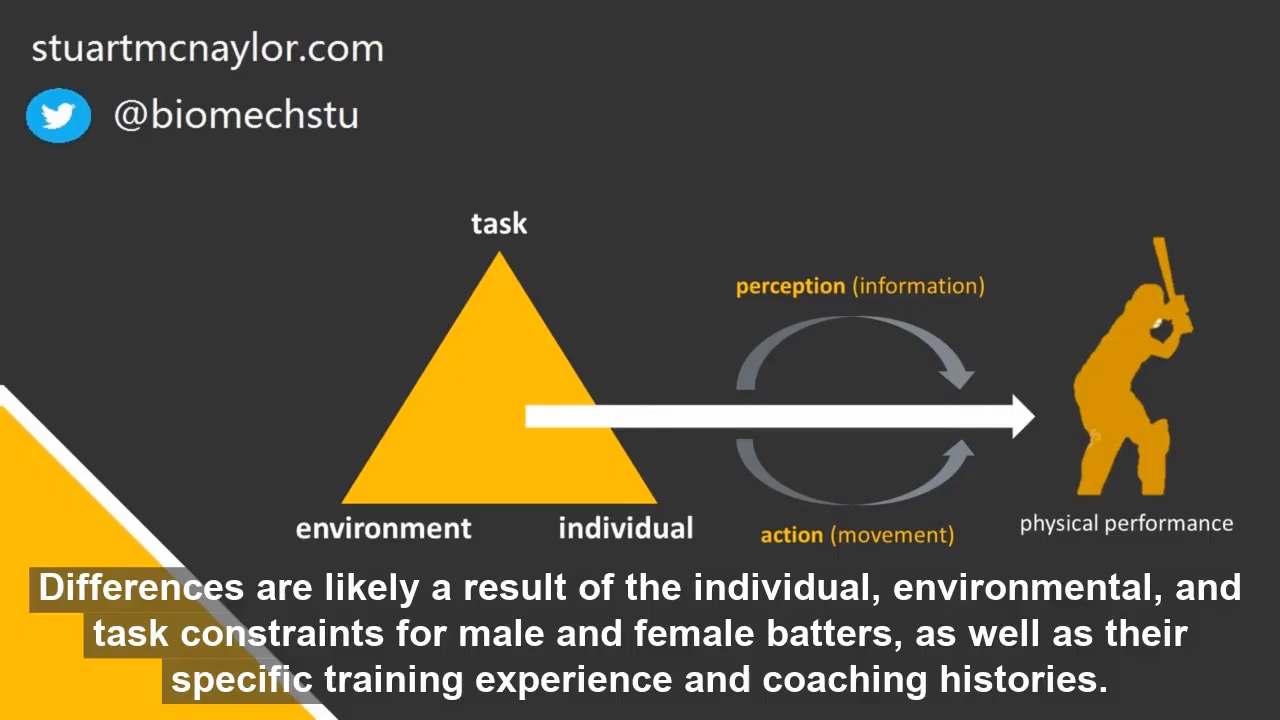 stuartmcnaylor.com
@biomechstu
task
perception (information)
environment
individual
action (movement)
physical performance
Differences are likely a result of the individual, environmental, and
task constraints for male and female batters, as well as their
specific training experience and coaching histories.